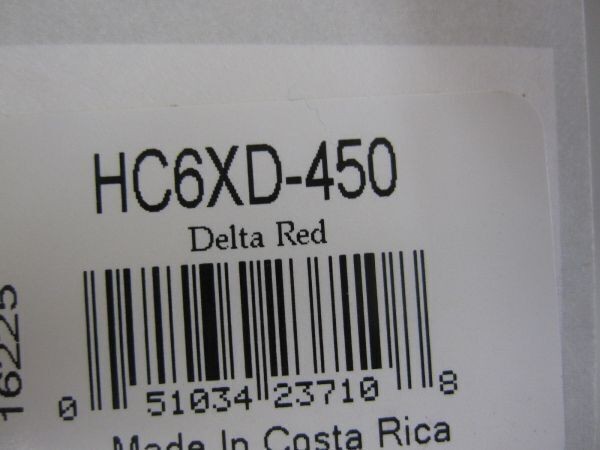 HC6XD-450
Delta Red
16225
0 51034 23710 8
Made In Costa Rica